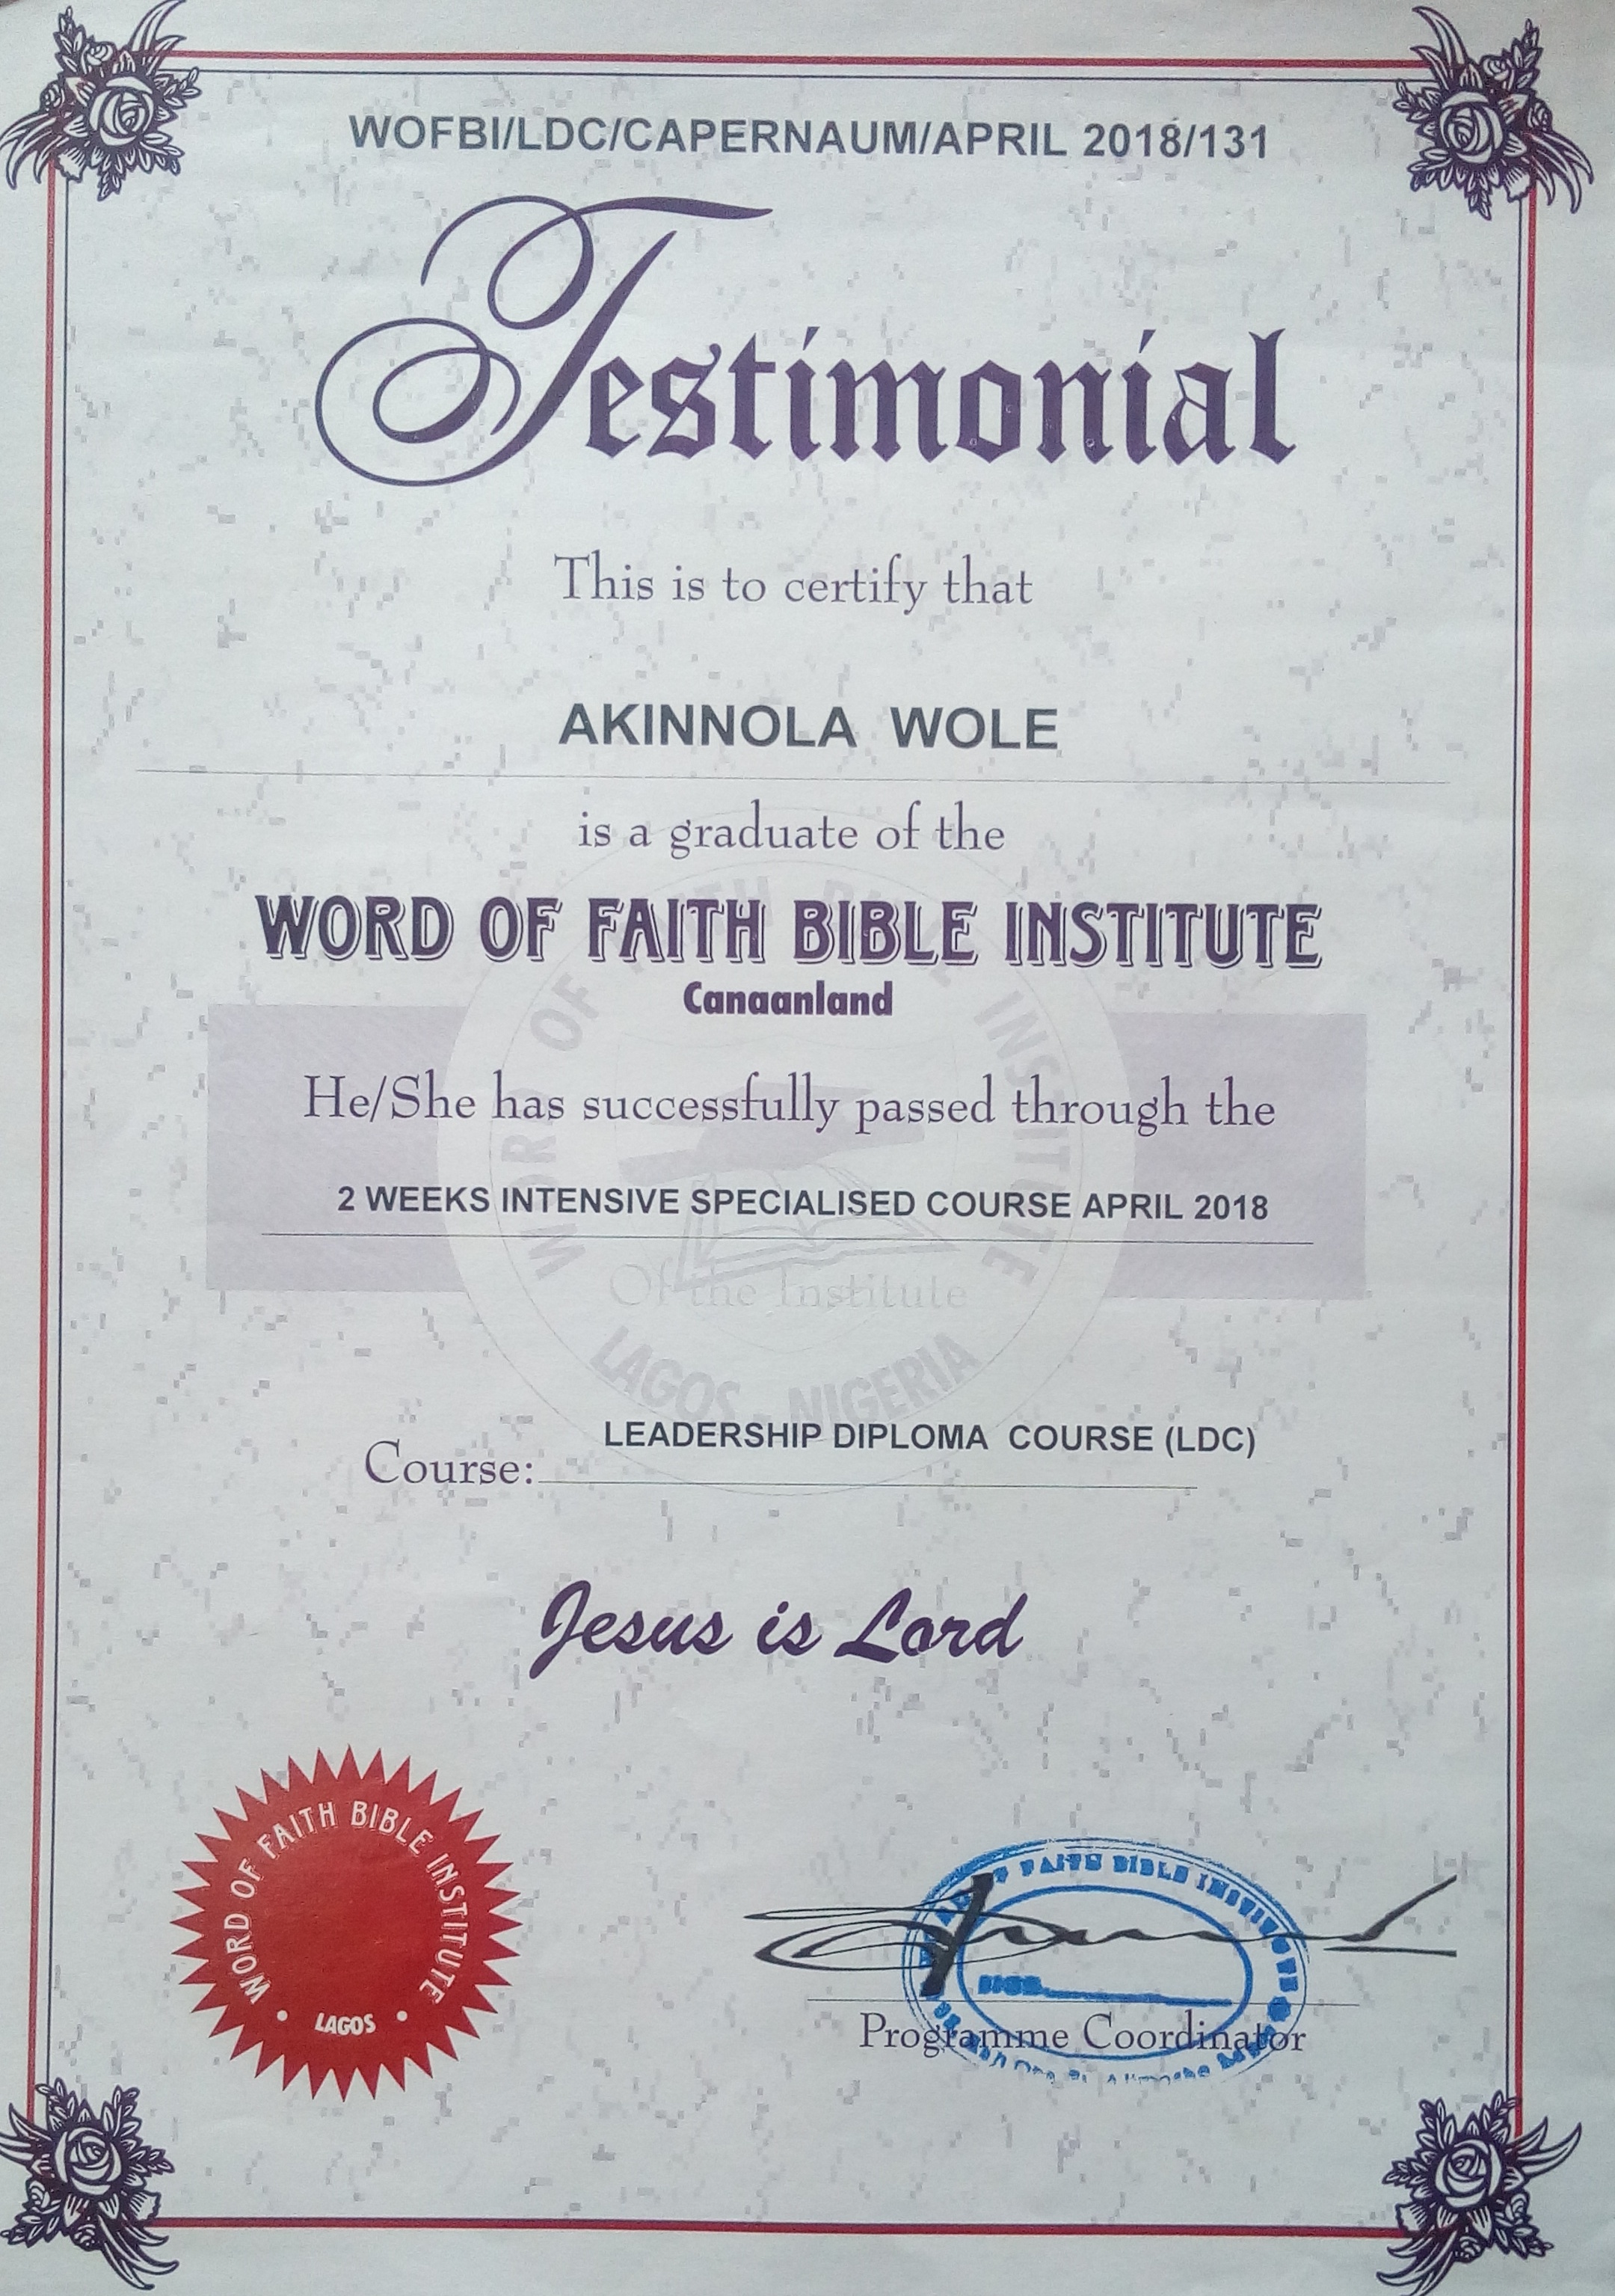 WOFBI/LDC/CAPERNAUM/APRIL 2018/131
Testimonial
This is to certify that
AKINNOLA WOLE
is a graduate of the
WORD OF FAITH BIBLE INSTITUTE
Canaanland
He/She has successfully passed through the
2 WEEKS INTENSIVE SPECIALISED COURSE APRIL 2018
Of the Institute
WORD OF FAITH BIBLE INSTITUTE
LAGOS - NIGERIA
LEADERSHIP DIPLOMA COURSE (LDC)
Course:
Jesus is Lord
WORD OF FAITH BIBLE INSTITUTE
• LAGOS •
FAITH BIBLE INSTITUTE
Programme Coordinator